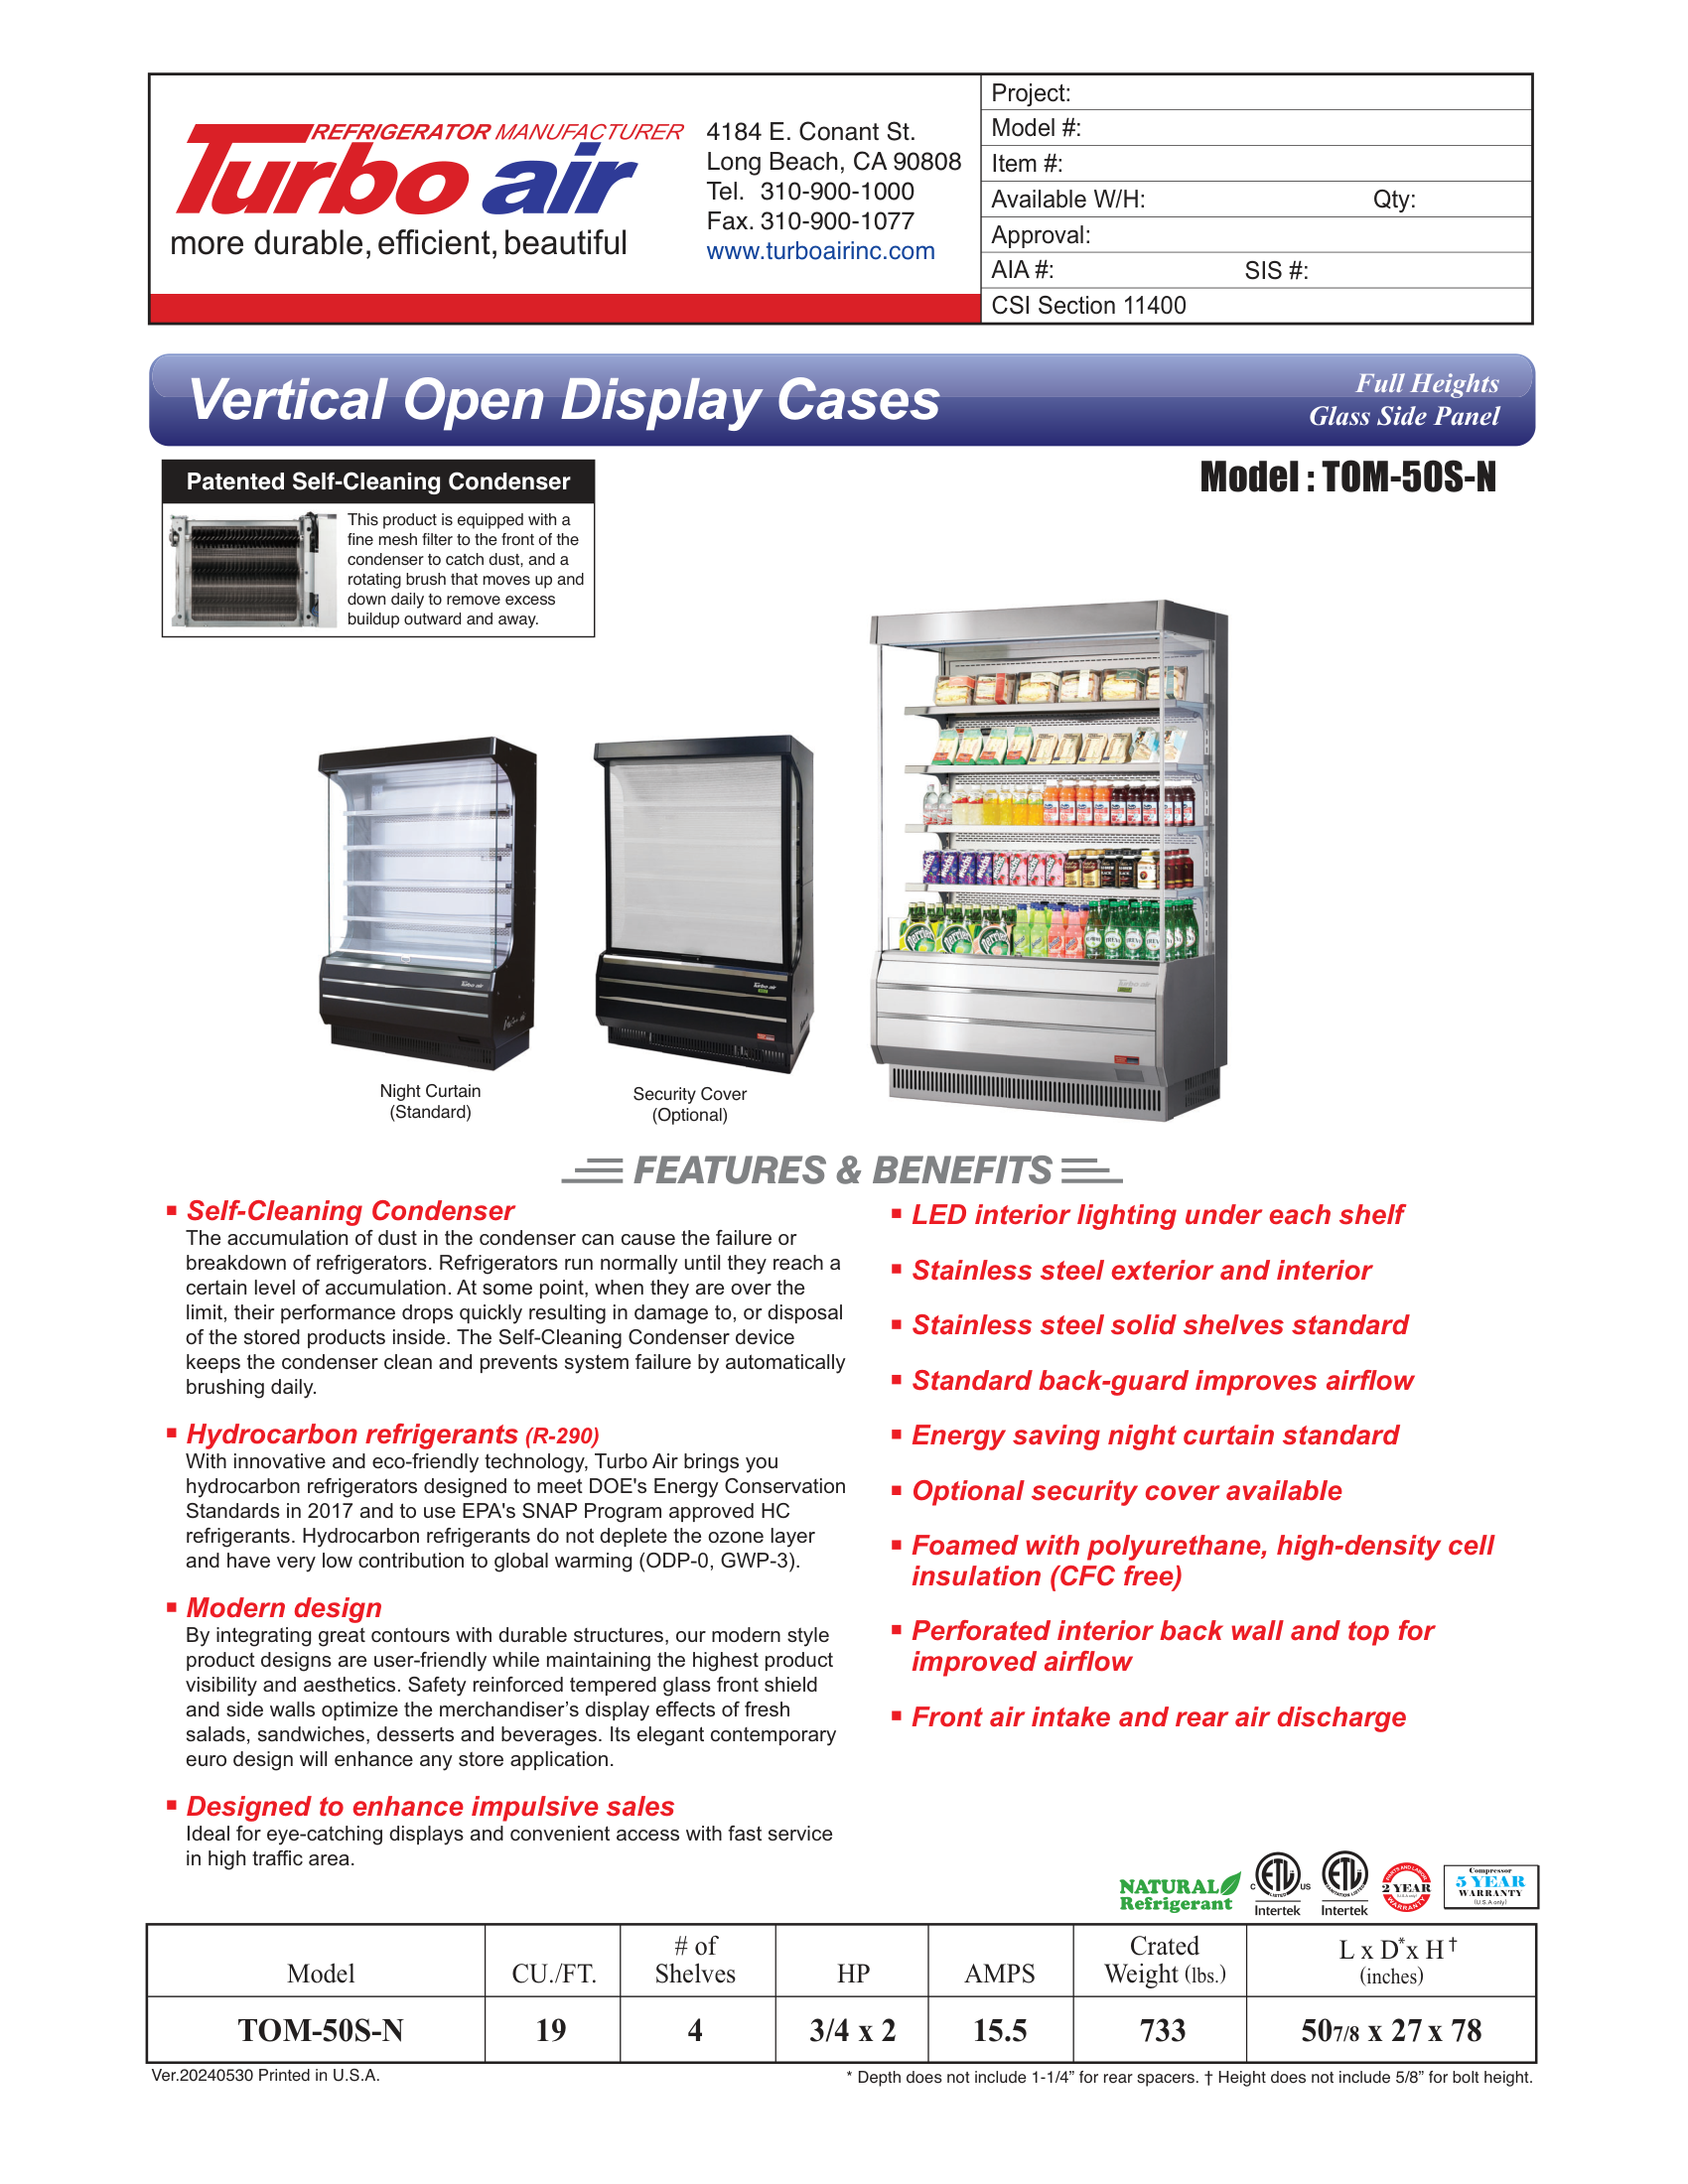 REFRIGERATOR MANUFACTURER
Turbo air
more durable, efficient, beautiful
4184 E. Conant St.
Long Beach, CA 90808
Tel. 310-900-1000
Fax. 310-900-1077
www.turboairinc.com
Project:
Model #:
Item #:
Available W/H: Qty:
Approval:
AIA #: SIS #:
CSI Section 11400
Vertical Open Display Cases
Full Heights
Glass Side Panel
Patented Self-Cleaning Condenser
This product is equipped with a
fine mesh filter to the front of the
condenser to catch dust, and a
rotating brush that moves up and
down daily to remove excess
buildup outward and away.
Model : TOM-50S-N
Night Curtain
(Standard)
Security Cover
(Optional)
FEATURES & BENEFITS
▪ Self-Cleaning Condenser
The accumulation of dust in the condenser can cause the failure or
breakdown of refrigerators. Refrigerators run normally until they reach a
certain level of accumulation. At some point, when they are over the
limit, their performance drops quickly resulting in damage to, or disposal
of the stored products inside. The Self-Cleaning Condenser device
keeps the condenser clean and prevents system failure by automatically
brushing daily.
▪ Hydrocarbon refrigerants (R-290)
With innovative and eco-friendly technology, Turbo Air brings you
hydrocarbon refrigerators designed to meet DOE's Energy Conservation
Standards in 2017 and to use EPA's SNAP Program approved HC
refrigerants. Hydrocarbon refrigerants do not deplete the ozone layer
and have very low contribution to global warming (ODP-0, GWP-3).
▪ Modern design
By integrating great contours with durable structures, our modern style
product designs are user-friendly while maintaining the highest product
visibility and aesthetics. Safety reinforced tempered glass front shield
and side walls optimize the merchandiser’s display effects of fresh
salads, sandwiches, desserts and beverages. Its elegant contemporary
euro design will enhance any store application.
▪ Designed to enhance impulsive sales
Ideal for eye-catching displays and convenient access with fast service
in high traffic area.
▪ LED interior lighting under each shelf
▪ Stainless steel exterior and interior
▪ Stainless steel solid shelves standard
▪ Standard back-guard improves airflow
▪ Energy saving night curtain standard
▪ Optional security cover available
▪ Foamed with polyurethane, high-density cell
insulation (CFC free)
▪ Perforated interior back wall and top for
improved airflow
▪ Front air intake and rear air discharge
NATURAL
Refrigerant
C ETL US
LISTED
Intertek
ETL
SANITATION LISTED
Intertek
PARTS AND LABOR
2 YEAR
(U.S.A only)
WARRANTY
Compressor
5 YEAR
WARRANTY
(U.S.A only)
Model CU./FT. # of Shelves HP AMPS Crated Weight (lbs.) L x D* x H† (inches)
TOM-50S-N 19 4 3/4 x 2 15.5 733 507/8 x 27 x 78
Ver.20240530 Printed in U.S.A.
* Depth does not include 1-1/4” for rear spacers. † Height does not include 5/8” for bolt height.